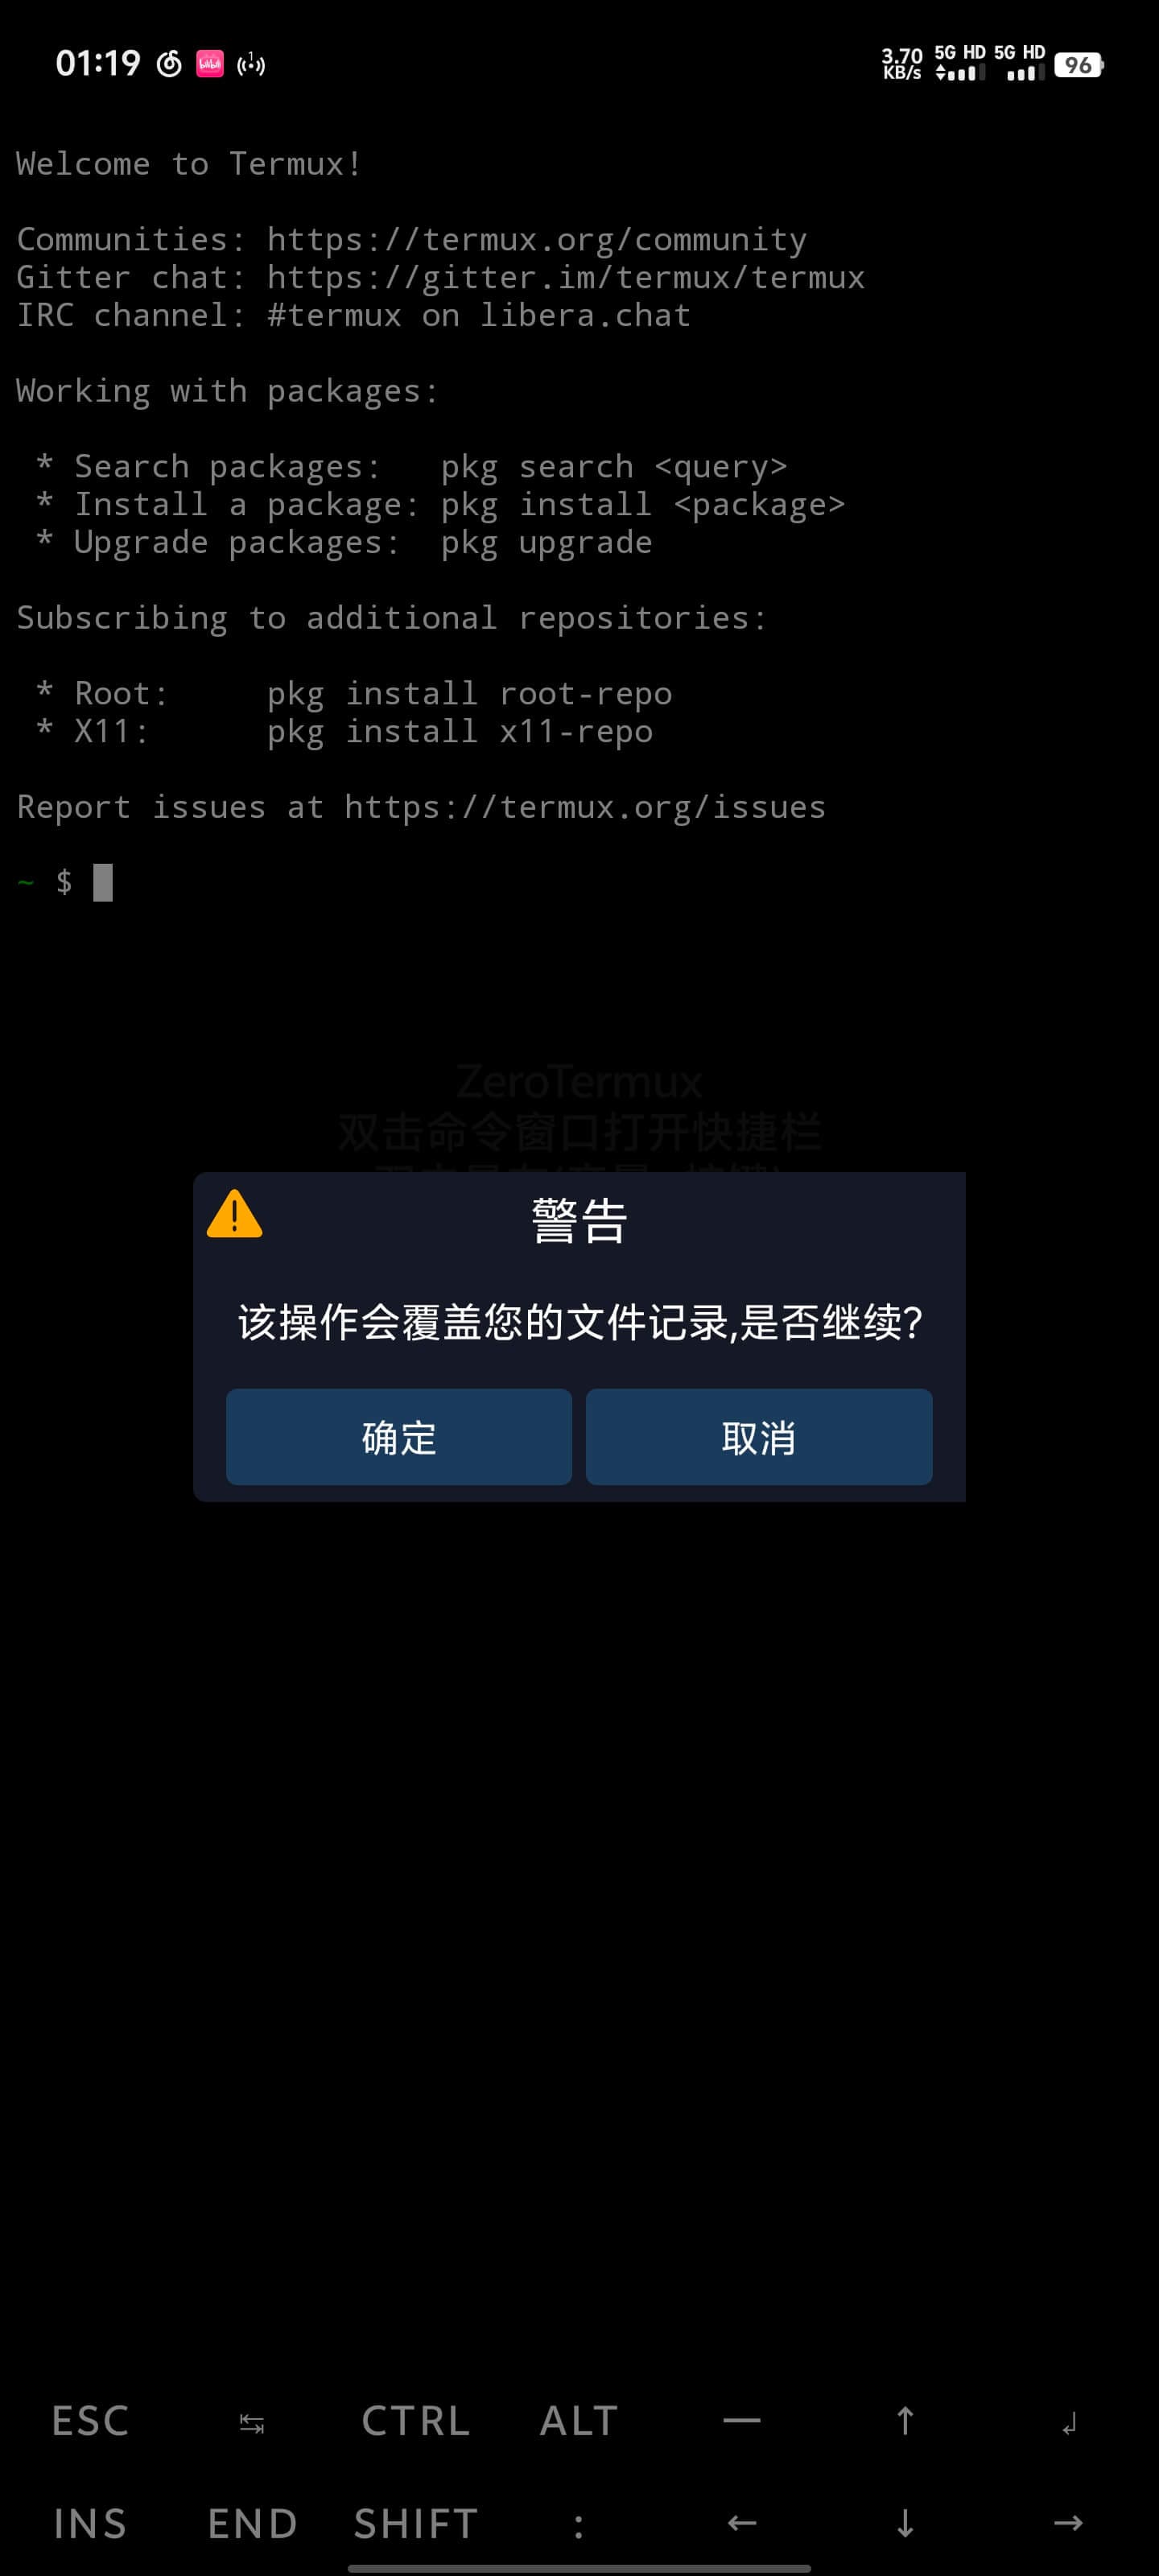 01:19
3.70 KB/s 5G HD 5G HD 96
Welcome to Termux!
Communities: https://termux.org/community
Gitter chat: https://gitter.im/termux/termux
IRC channel: #termux on libera.chat
Working with packages:
* Search packages: pkg search <query>
* Install a package: pkg install <package>
* Upgrade packages: pkg upgrade
Subscribing to additional repositories:
* Root: pkg install root-repo
* X11: pkg install x11-repo
Report issues at https://termux.org/issues
~ $
ZeroTermux
双击命令窗口打开快捷栏
警告
该操作会覆盖您的文件记录,是否继续?
确定 取消
ESC ↹ CTRL ALT — ↑ ↲
INS END SHIFT : ← ↓ →